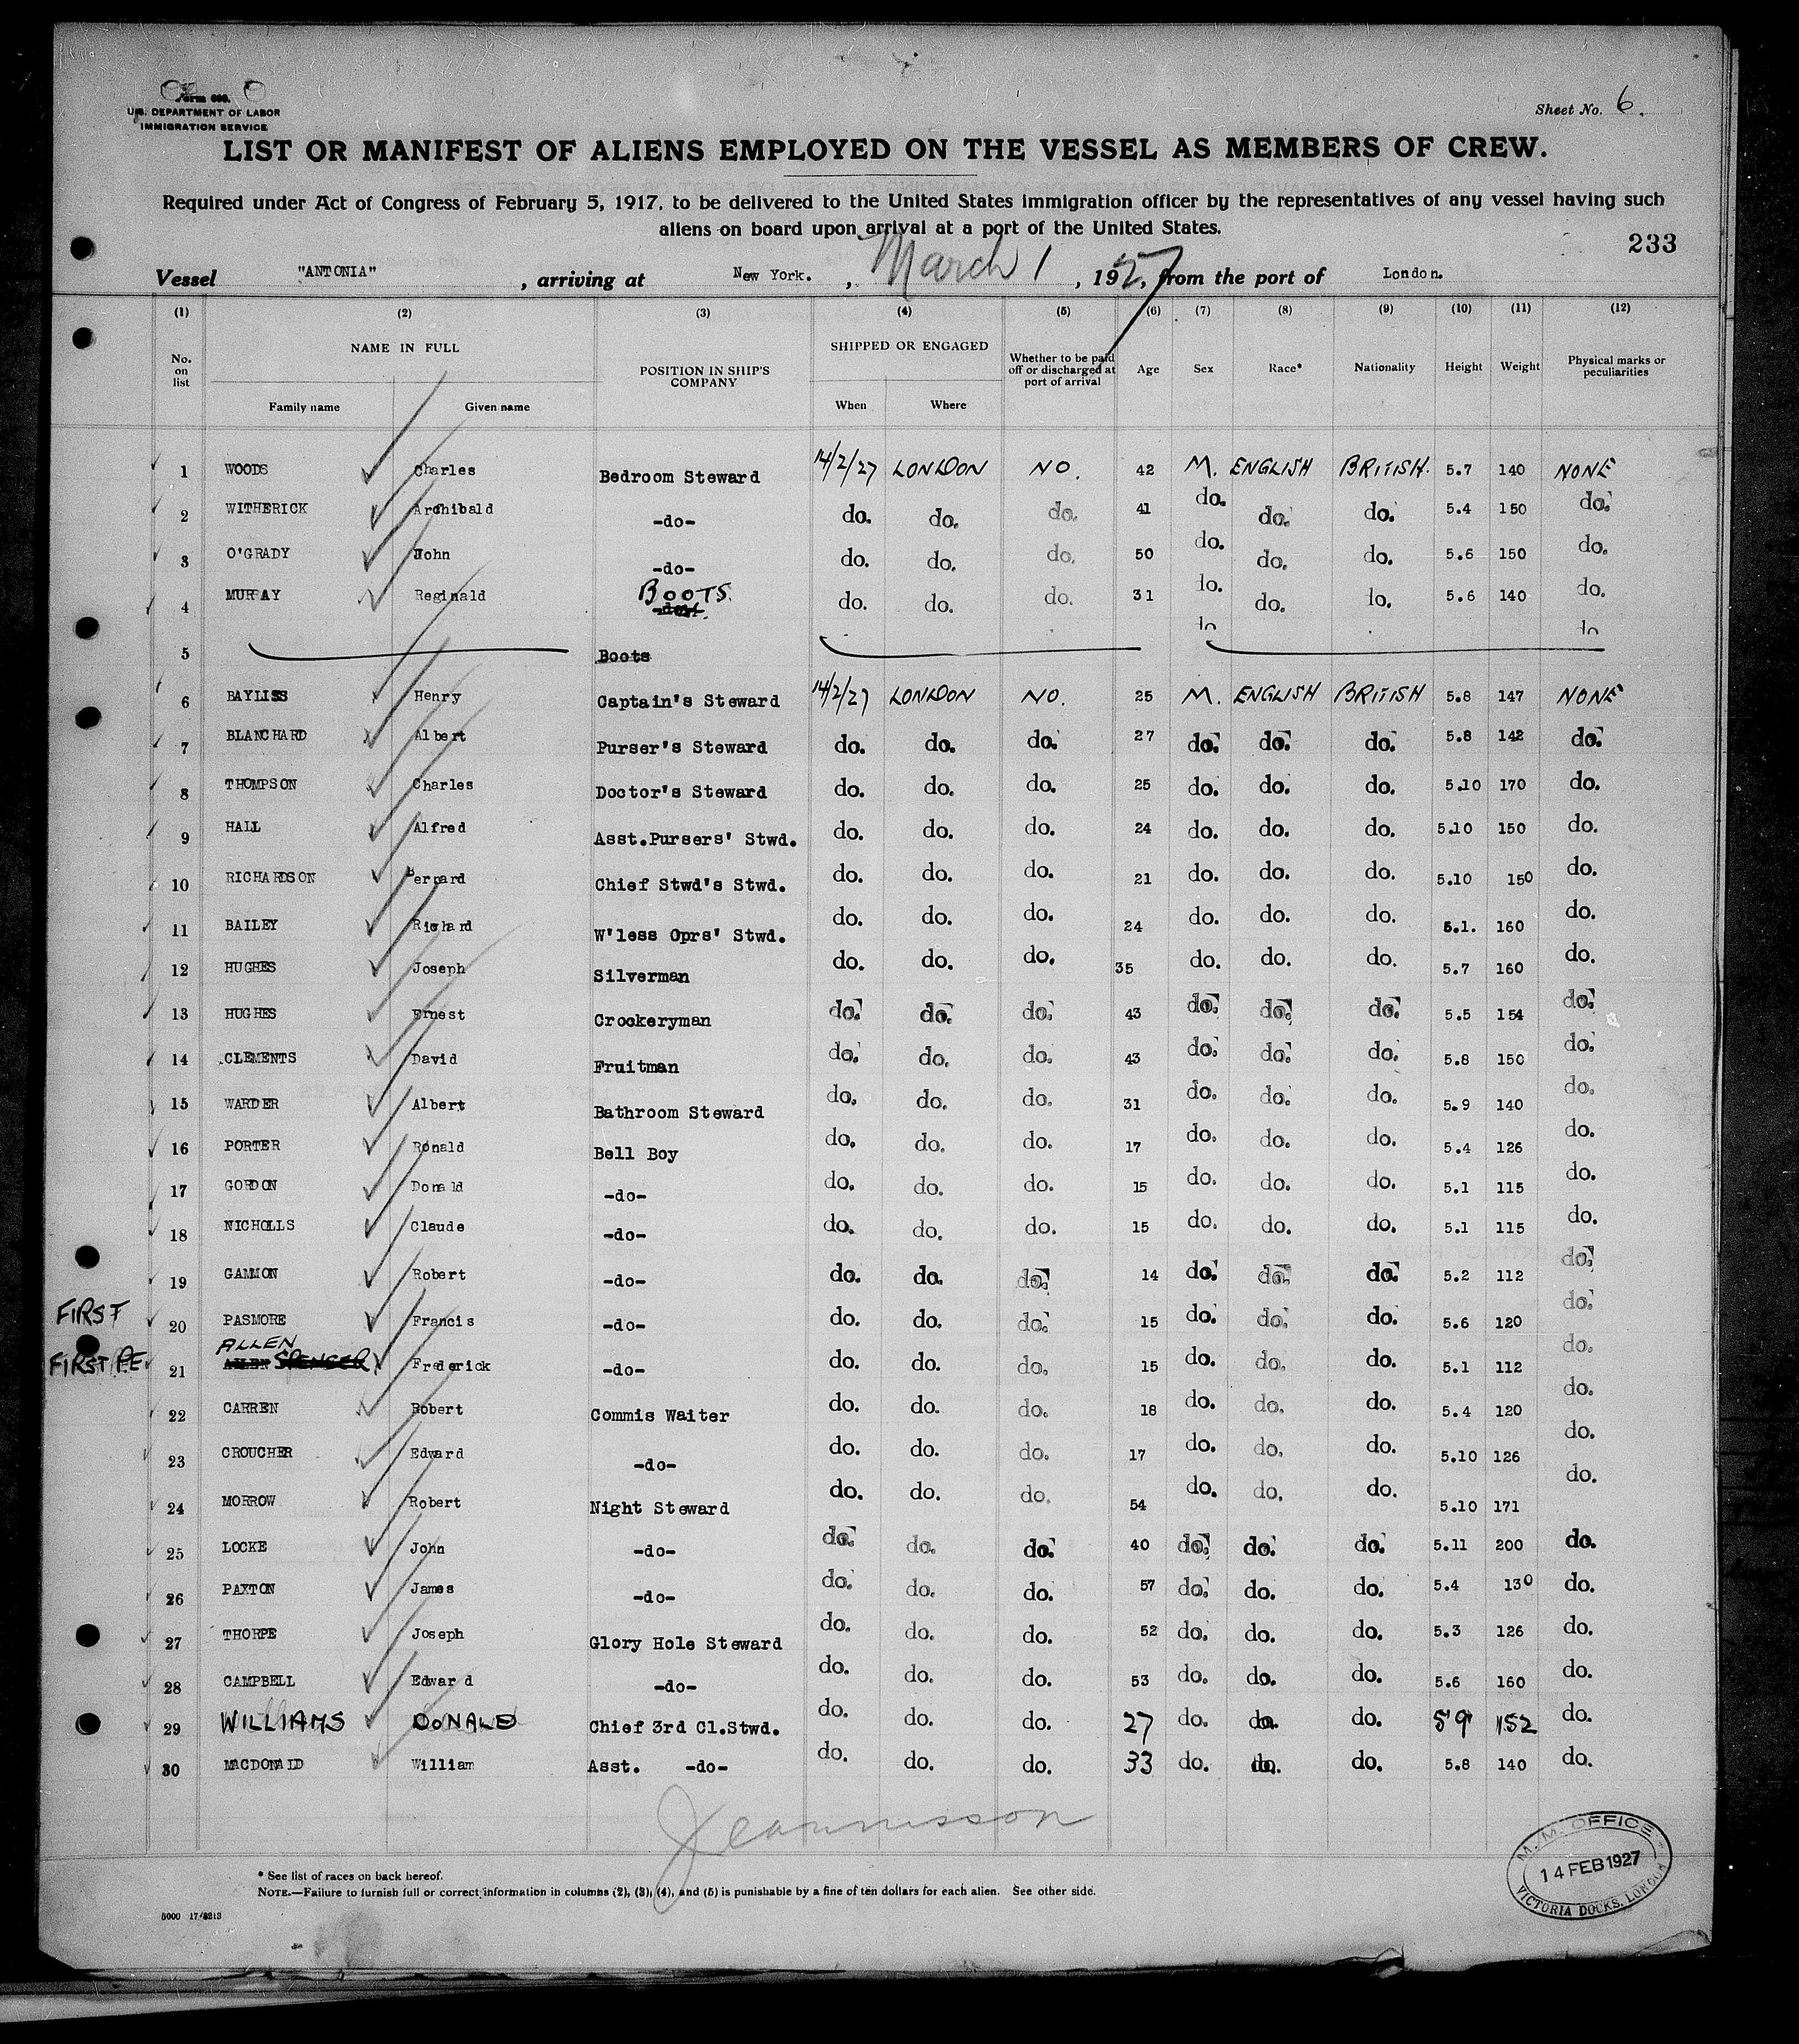 Form 680.
U.S. DEPARTMENT OF LABOR
IMMIGRATION SERVICE
Sheet No. 6.
LIST OR MANIFEST OF ALIENS EMPLOYED ON THE VESSEL AS MEMBERS OF CREW.
Required under Act of Congress of February 5, 1917, to be delivered to the United States immigration officer by the representatives of any vessel having such
aliens on board upon arrival at a port of the United States.
233
Vessel "ANTONIA", arriving at New York., March 1, 1927, from the port of London.
(1) (2) (3) (4) (5) (6) (7) (8) (9) (10) (11) (12)
No. on list NAME IN FULL POSITION IN SHIP'S COMPANY SHIPPED OR ENGAGED Whether to be paid off or discharged at port of arrival Age Sex Race* Nationality Height Weight Physical marks or peculiarities
Family name Given name When Where
1 WOODS Charles Bedroom Steward 14/2/27 LONDON NO. 42 M. ENGLISH BRITISH. 5.7 140 NONE
2 WITHERICK Archibald -do- do. do. do. 41 do. do. do. 5.4 150 do.
3 O'GRADY John -do- do. do. do. 50 do. do. do. 5.6 150 do.
4 MURRAY Reginald BOOTS. do. do. do. 31 do. do. do. 5.6 140 do.
5 Boots
6 BAYLISS Henry Captain's Steward 14/2/27 LONDON NO. 25 M. ENGLISH BRITISH 5.8 147 NONE
7 BLANCHARD Albert Purser's Steward do. do. do. 27 do. do. do. 5.8 142 do.
8 THOMPSON Charles Doctor's Steward do. do. do. 25 do. do. do. 5.10 170 do.
9 HALL Alfred Asst.Pursers' Stwd. do. do. do. 24 do. do. do. 5.10 150 do.
10 RICHARDSON Bernard Chief Stwd's Stwd. do. do. do. 21 do. do. do. 5.10 150 do.
11 BAILEY Richard W'less Oprs' Stwd. do. do. do. 24 do. do. do. 5.1. 160 do.
12 HUGHES Joseph Silverman do. do. do. 35 do. do. do. 5.7 160 do.
13 HUGHES Ernest Crockeryman do. do. do. 43 do. do. do. 5.5 154 do.
14 CLEMENTS David Fruitman do. do. do. 43 do. do. do. 5.8 150 do.
15 WARDER Albert Bathroom Steward do. do. do. 31 do. do. do. 5.9 140 do.
16 PORTER Ronald Bell Boy do. do. do. 17 do. do. do. 5.4 126 do.
17 GORDON Donald -do- do. do. do. 15 do. do. do. 5.1 115 do.
18 NICHOLLS Claude -do- do. do. do. 15 do. do. do. 5.1 115 do.
19 GAMMON Robert -do- do. do. do. 14 do. do. do. 5.2 112 do.
FIRST 20 PASMORE Francis -do- do. do. do. 15 do. do. do. 5.6 120 do.
ALLEN
FIRST PE 21 ALLEN SPENCER Frederick -do- do. do. do. 15 do. do. do. 5.1 112 do.
22 CARREN Robert Commis Waiter do. do. do. 18 do. do. do. 5.4 120 do.
23 CROUCHER Edward -do- do. do. do. 17 do. do. do. 5.10 126 do.
24 MORROW Robert Night Steward do. do. do. 54 do. do. do. 5.10 171 do.
25 LOCKE John -do- do. do. do. 40 do. do. do. 5.11 200 do.
26 PAXTON James -do- do. do. do. 57 do. do. do. 5.4 130 do.
27 THORPE Joseph Glory Hole Steward do. do. do. 52 do. do. do. 5.3 126 do.
28 CAMPBELL Edward -do- do. do. do. 53 do. do. do. 5.6 160 do.
29 WILLIAMS DONALD Chief 3rd Cl.Stwd. do. do. do. 27 do. do. do. 5'9" 152 do.
30 MACDONALD William Asst. -do- do. do. do. 33 do. do. do. 5.8 140 do.
* See list of races on back hereof.
NOTE.—Failure to furnish full or correct information in columns (2), (3), (4), and (5) is punishable by a fine of ten dollars for each alien. See other side.
5000 17/8213
M. M. OFFICE
14 FEB 1927
VICTORIA DOCKS, LONDON